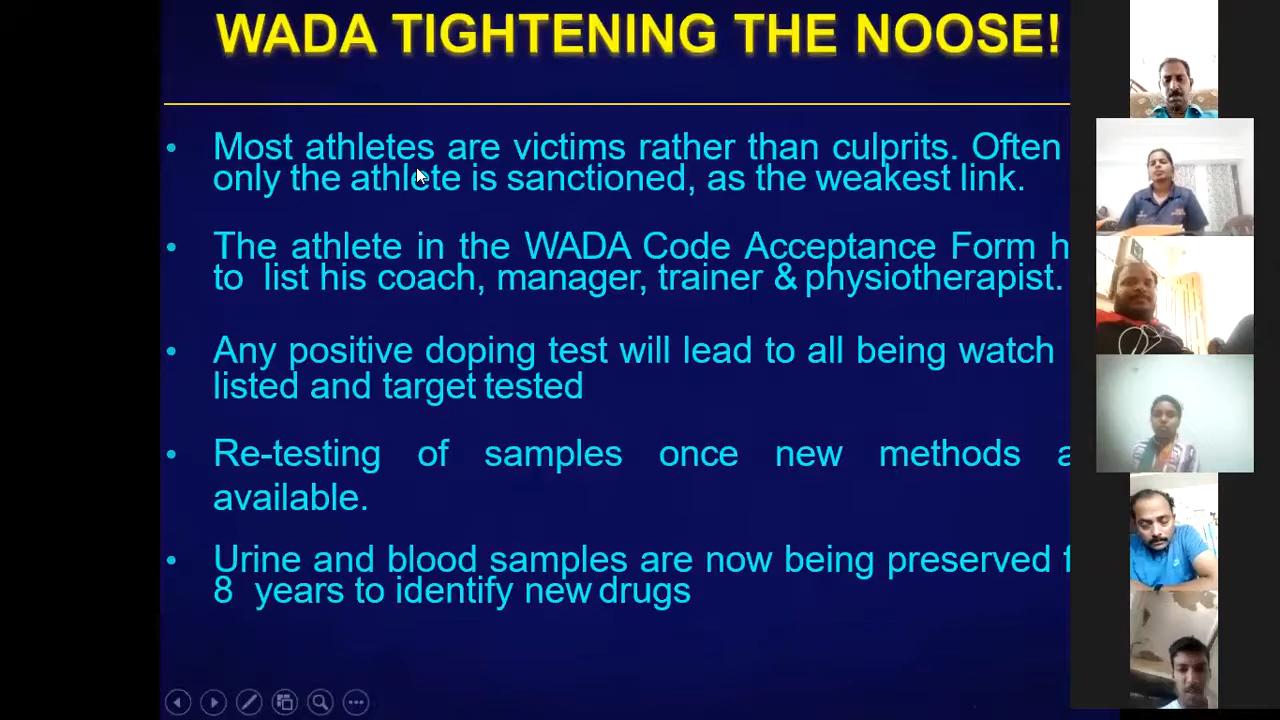 WADA TIGHTENING THE NOOSE!
• Most athletes are victims rather than culprits. Often
only the athlete is sanctioned, as the weakest link.
• The athlete in the WADA Code Acceptance Form
to list his coach, manager, trainer & physiotherapist.
• Any positive doping test will lead to all being watch
listed and target tested
• Re-testing of samples once new methods
available.
• Urine and blood samples are now being preserved
8 years to identify new drugs